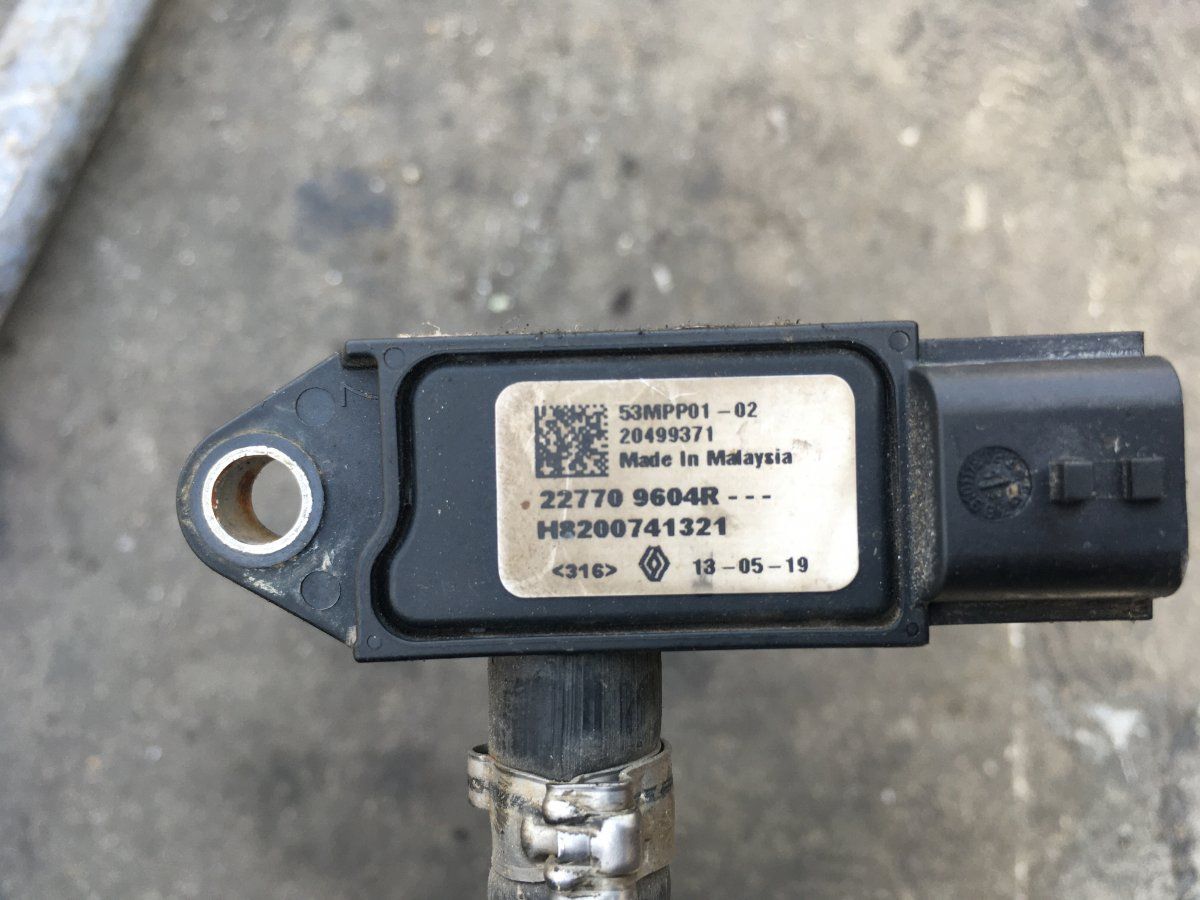 53MPP01-02
20499371
Made In Malaysia
22770 9604R---
H8200741321
<316> 13-05-19